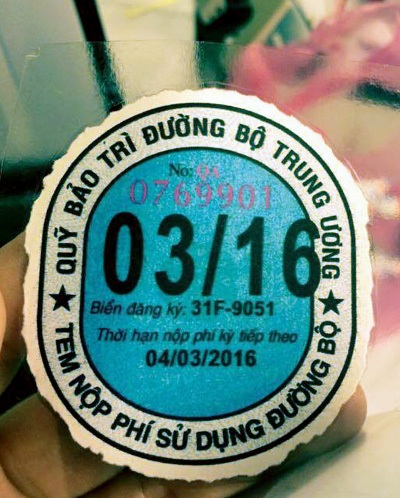 QUỸ BẢO TRÌ ĐƯỜNG BỘ TRUNG ƯƠNG
No: QA
0769901
03/16
Biển đăng ký: 31F-9051
Thời hạn nộp phí kỳ tiếp theo
04/03/2016
★ TEM NỘP PHÍ SỬ DỤNG ĐƯỜNG BỘ ★